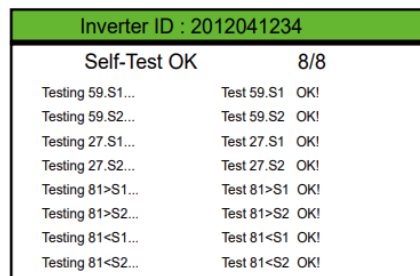 Inverter ID : 2012041234
Self-Test OK 8/8
Testing 59.S1... Test 59.S1 OK!
Testing 59.S2... Test 59.S2 OK!
Testing 27.S1... Test 27.S1 OK!
Testing 27.S2... Test 27.S2 OK!
Testing 81>S1... Test 81>S1 OK!
Testing 81>S2... Test 81>S2 OK!
Testing 81<S1... Test 81<S1 OK!
Testing 81<S2... Test 81<S2 OK!